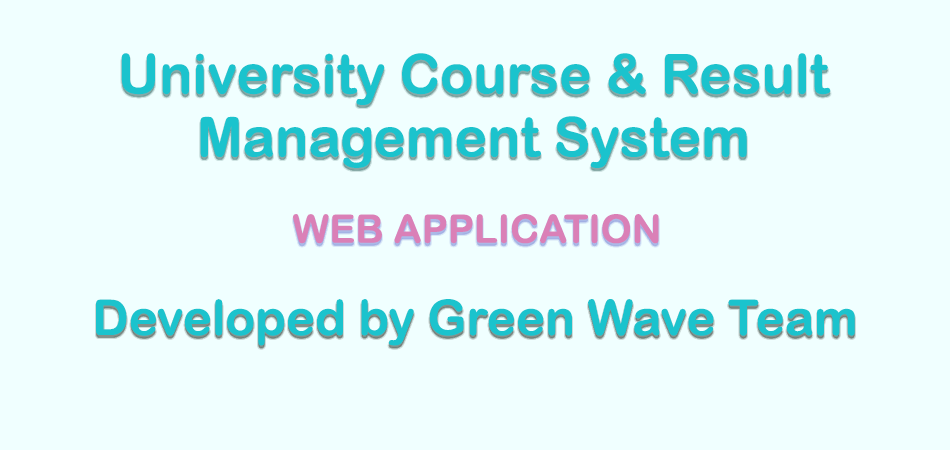 University Course & Result
Management System
WEB APPLICATION
Developed by Green Wave Team